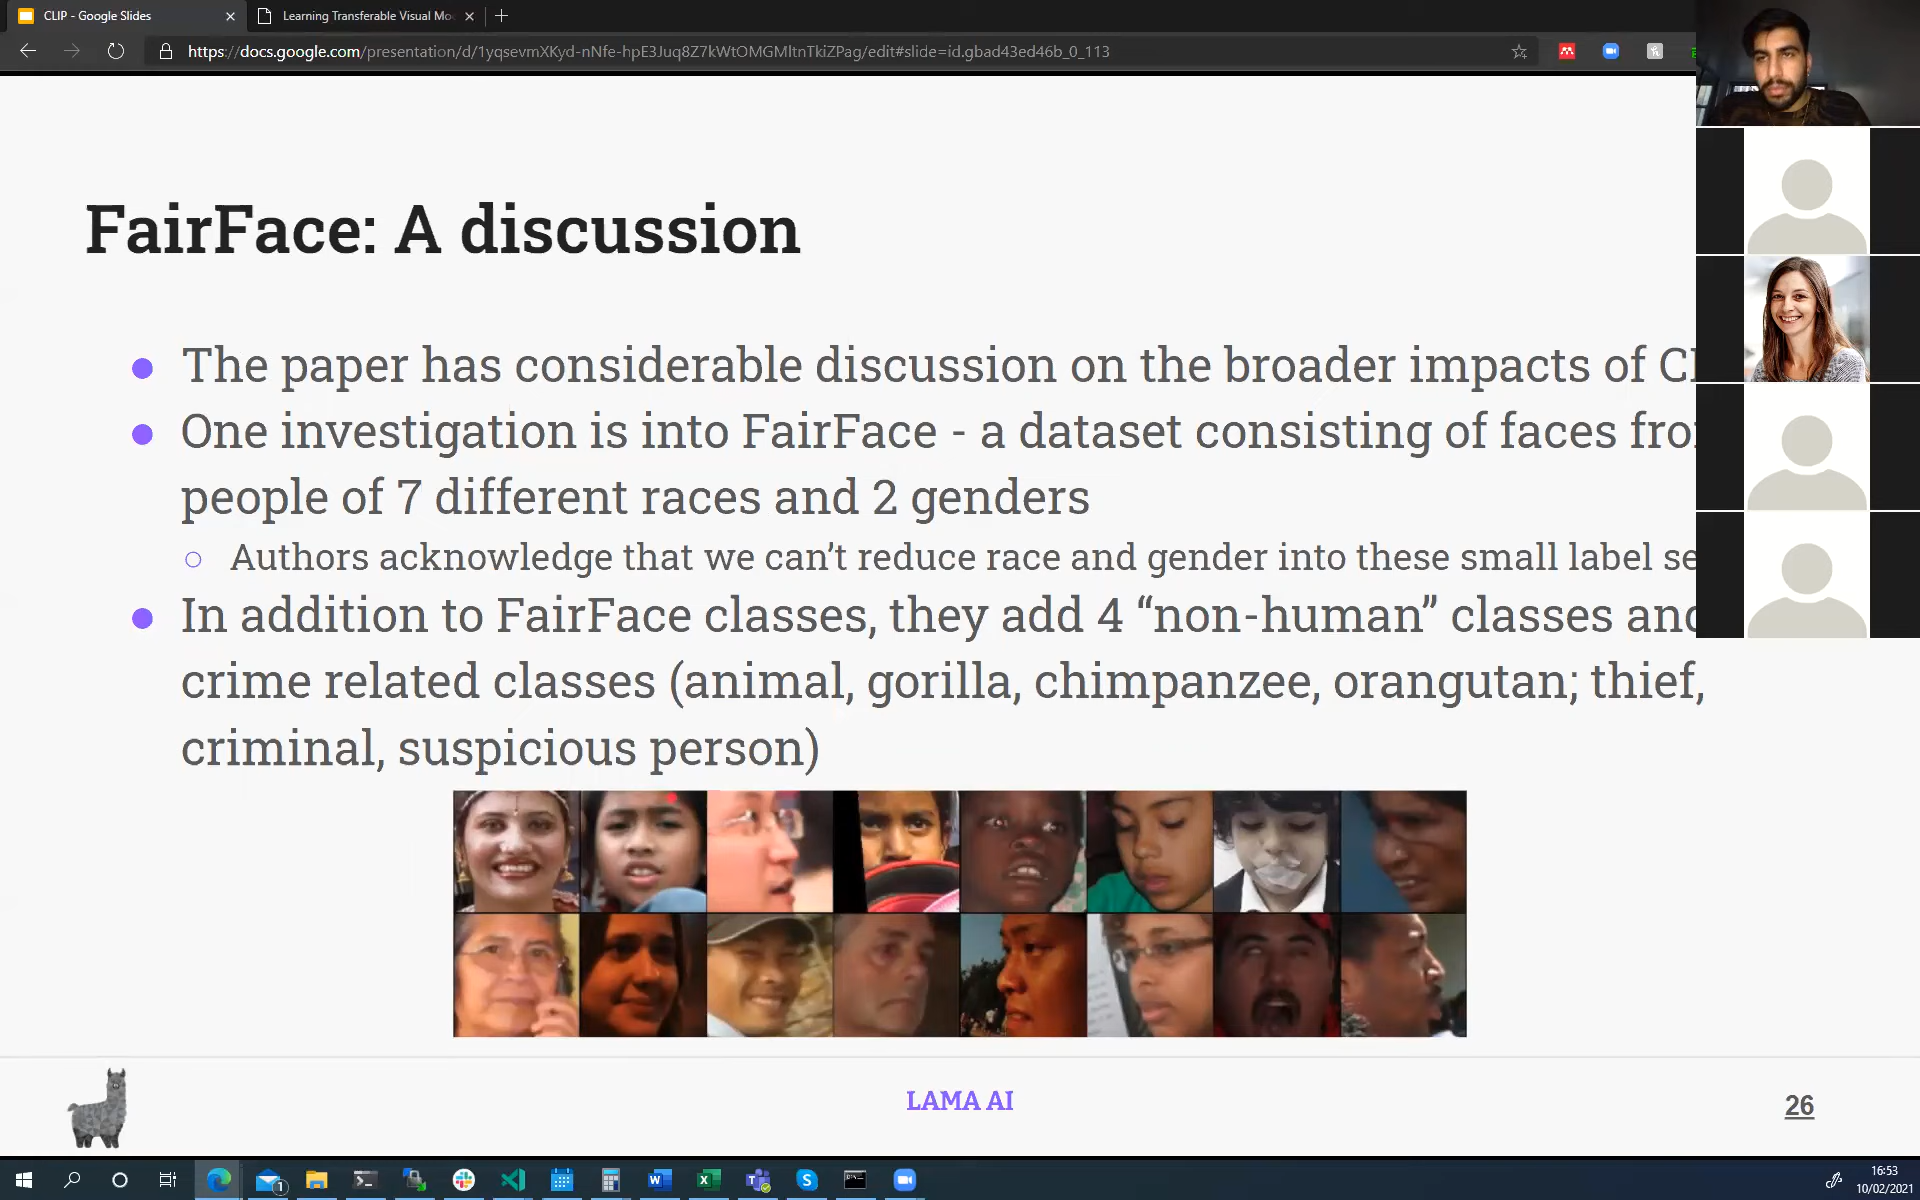 CLIP - Google Slides
Learning Transferable Visual Mo
https://docs.google.com/presentation/d/1yqsevmXKyd-nNfe-hpE3Juq8Z7kWtOMGMltnTkiZPag/edit#slide=id.gbad43ed46b_0_113
FairFace: A discussion
The paper has considerable discussion on the broader impacts of
One investigation is into FairFace - a dataset consisting of faces
people of 7 different races and 2 genders
Authors acknowledge that we can’t reduce race and gender into these small label
In addition to FairFace classes, they add 4 “non-human” classes and
crime related classes (animal, gorilla, chimpanzee, orangutan; thief,
criminal, suspicious person)
LAMA AI
26
16:53
10/02/2021